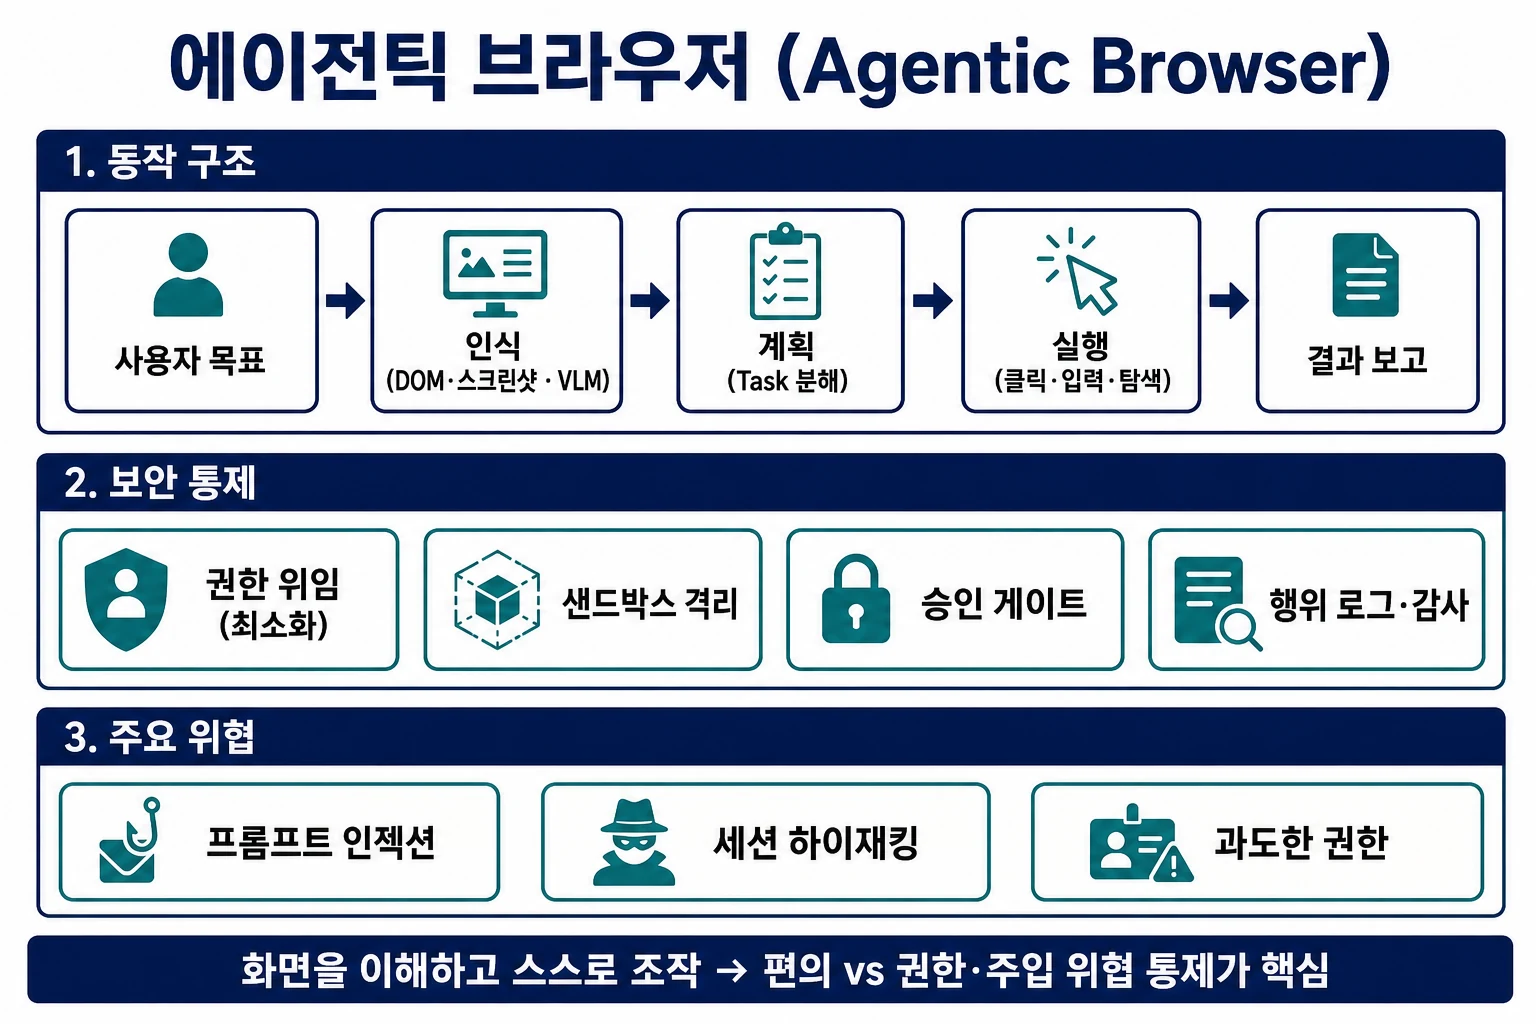 에이전틱 브라우저 (Agentic Browser)
1. 동작 구조
사용자 목표
인식
(DOM·스크린샷 · VLM)
계획
(Task 분해)
실행
(클릭·입력·탐색)
결과 보고
2. 보안 통제
권한 위임
(최소화)
샌드박스 격리
승인 게이트
행위 로그·감사
3. 주요 위협
프롬프트 인젝션
세션 하이재킹
과도한 권한
화면을 이해하고 스스로 조작 → 편의 vs 권한·주입 위협 통제가 핵심